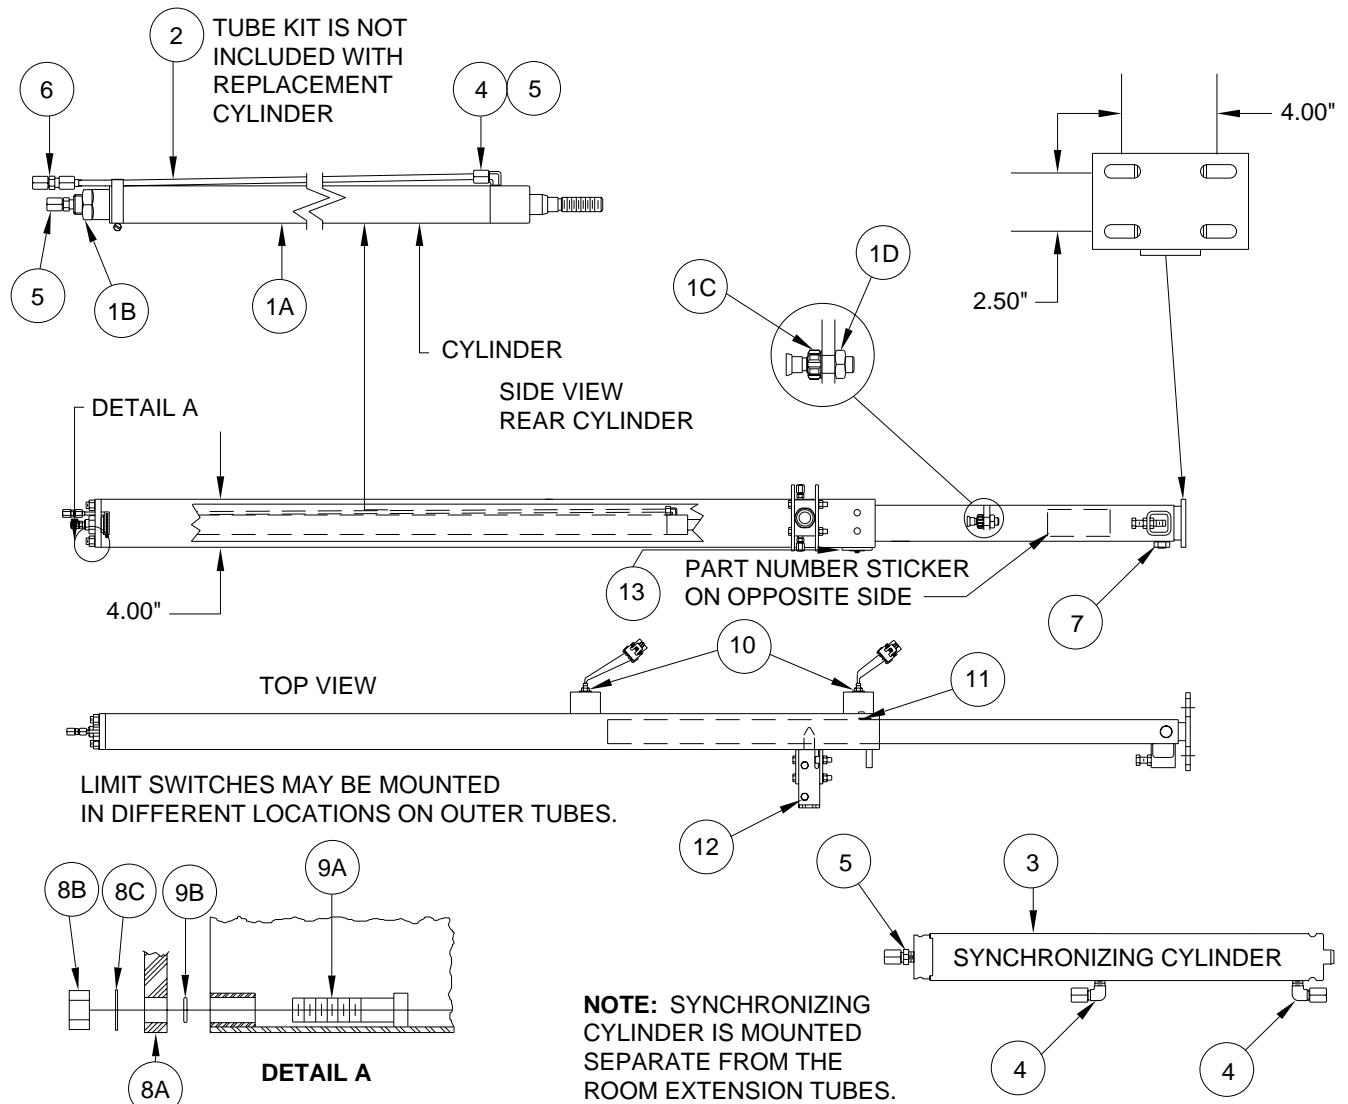 2
TUBE KIT IS NOT
INCLUDED WITH
REPLACEMENT
CYLINDER
6
4
5
4.00"
5
1B
1A
1C
1D
2.50"
CYLINDER
SIDE VIEW
REAR CYLINDER
DETAIL A
4.00"
13
PART NUMBER STICKER
ON OPPOSITE SIDE
7
10
TOP VIEW
11
LIMIT SWITCHES MAY BE MOUNTED
IN DIFFERENT LOCATIONS ON OUTER TUBES.
12
5
3
8B
8C
9B
9A
SYNCHRONIZING CYLINDER
NOTE: SYNCHRONIZING
CYLINDER IS MOUNTED
SEPARATE FROM THE
ROOM EXTENSION TUBES.
4
4
DETAIL A
8A